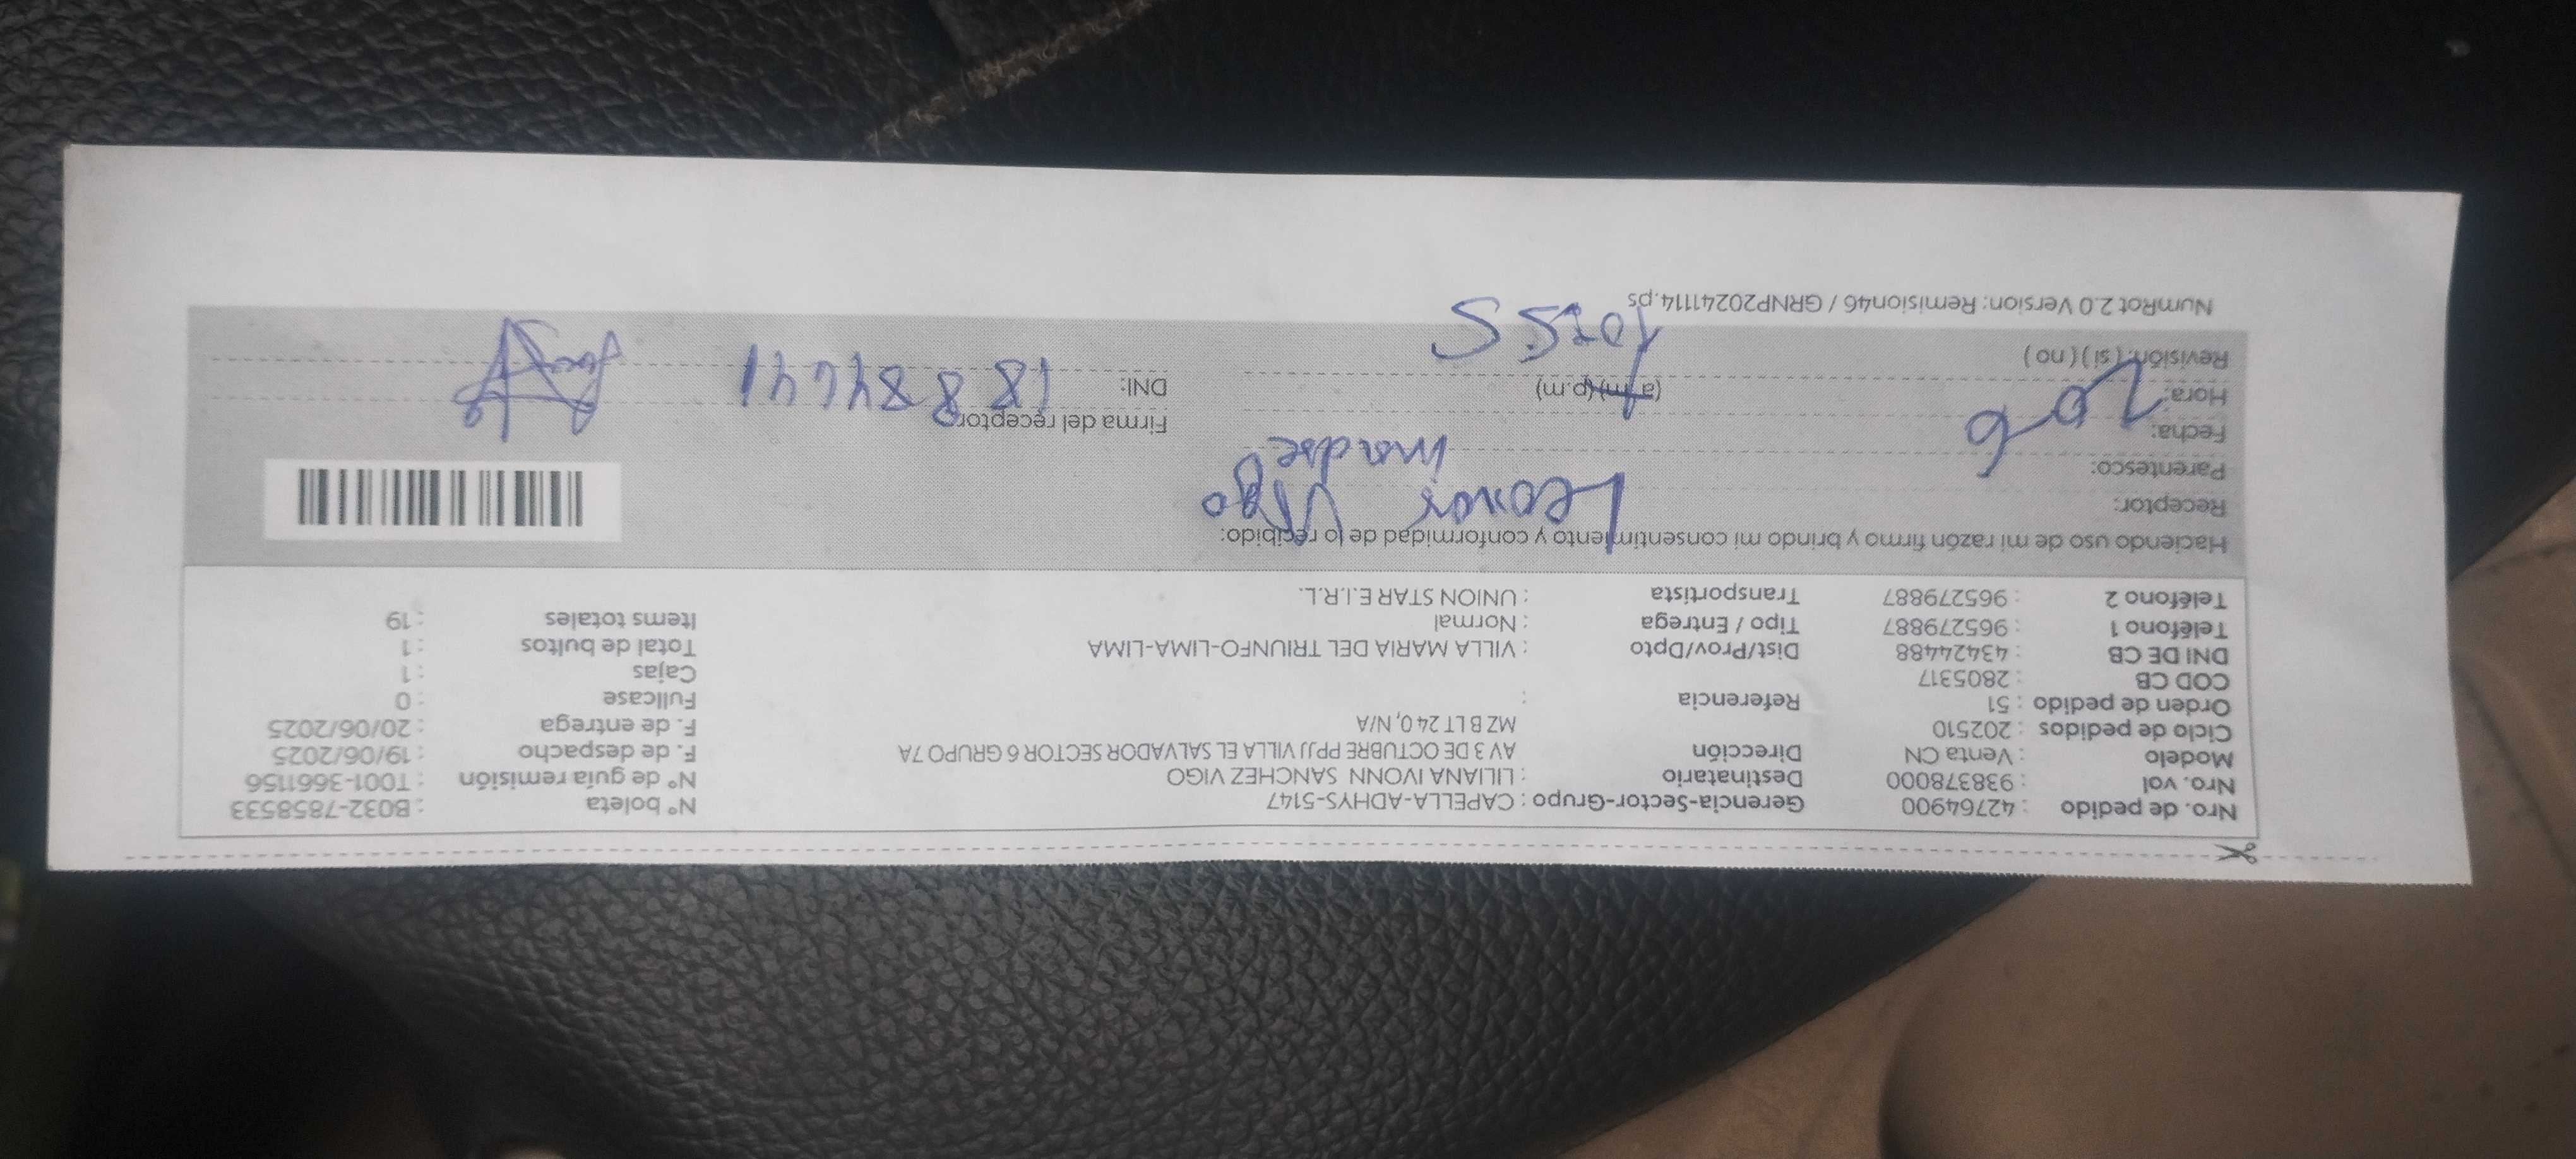 Nro. de pedido : 42764900 Gerencia-Sector-Grupo : CAPELLA-ADHYS-5147 N° boleta : B032-7858533
Nro. val : 938378000 Destinatario : LILIANA IVONN SANCHEZ VIGO N° de guía remisión : T001-3661156
Modelo : Venta CN Dirección AV 3 DE OCTUBRE PPJJ VILLA EL SALVADOR SECTOR 6 GRUPO 7A F. de despacho : 19/06/2025
Ciclo de pedidos : 202510 MZ B LT 24 0, N/A F. de entrega : 20/06/2025
Orden de pedido : 51 Referencia : Fullcase : 0
COD CB : 2805317 Cajas : 1
DNI DE CB : 43424488 Dist/Prov/Dpto : VILLA MARIA DEL TRIUNFO-LIMA-LIMA Total de bultos : 1
Teléfono 1 : 965279887 Tipo / Entrega : Normal Items totales : 19
Teléfono 2 : 965279887 Transportista : UNION STAR E.I.R.L.
Haciendo uso de mi razón firmo y brindo mi consentimiento y conformidad de lo recibido:
Receptor: Leonor Vigo
Parentesco: madre
Fecha: 20 6 Firma del receptor
Hora: (a.m)(p.m) DNI:
Revisión: (si) (no)
NumRot 2.0 Version: Remision46 / GRNP20241114.ps